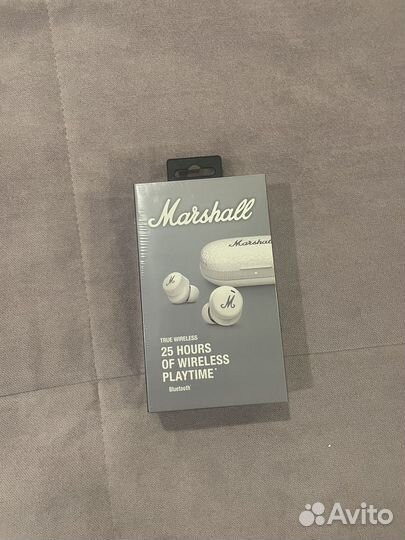 Marshall
Marshall
M
M
TRUE WIRELESS
25 HOURS
OF WIRELESS
PLAYTIME*
Bluetooth®
Avito